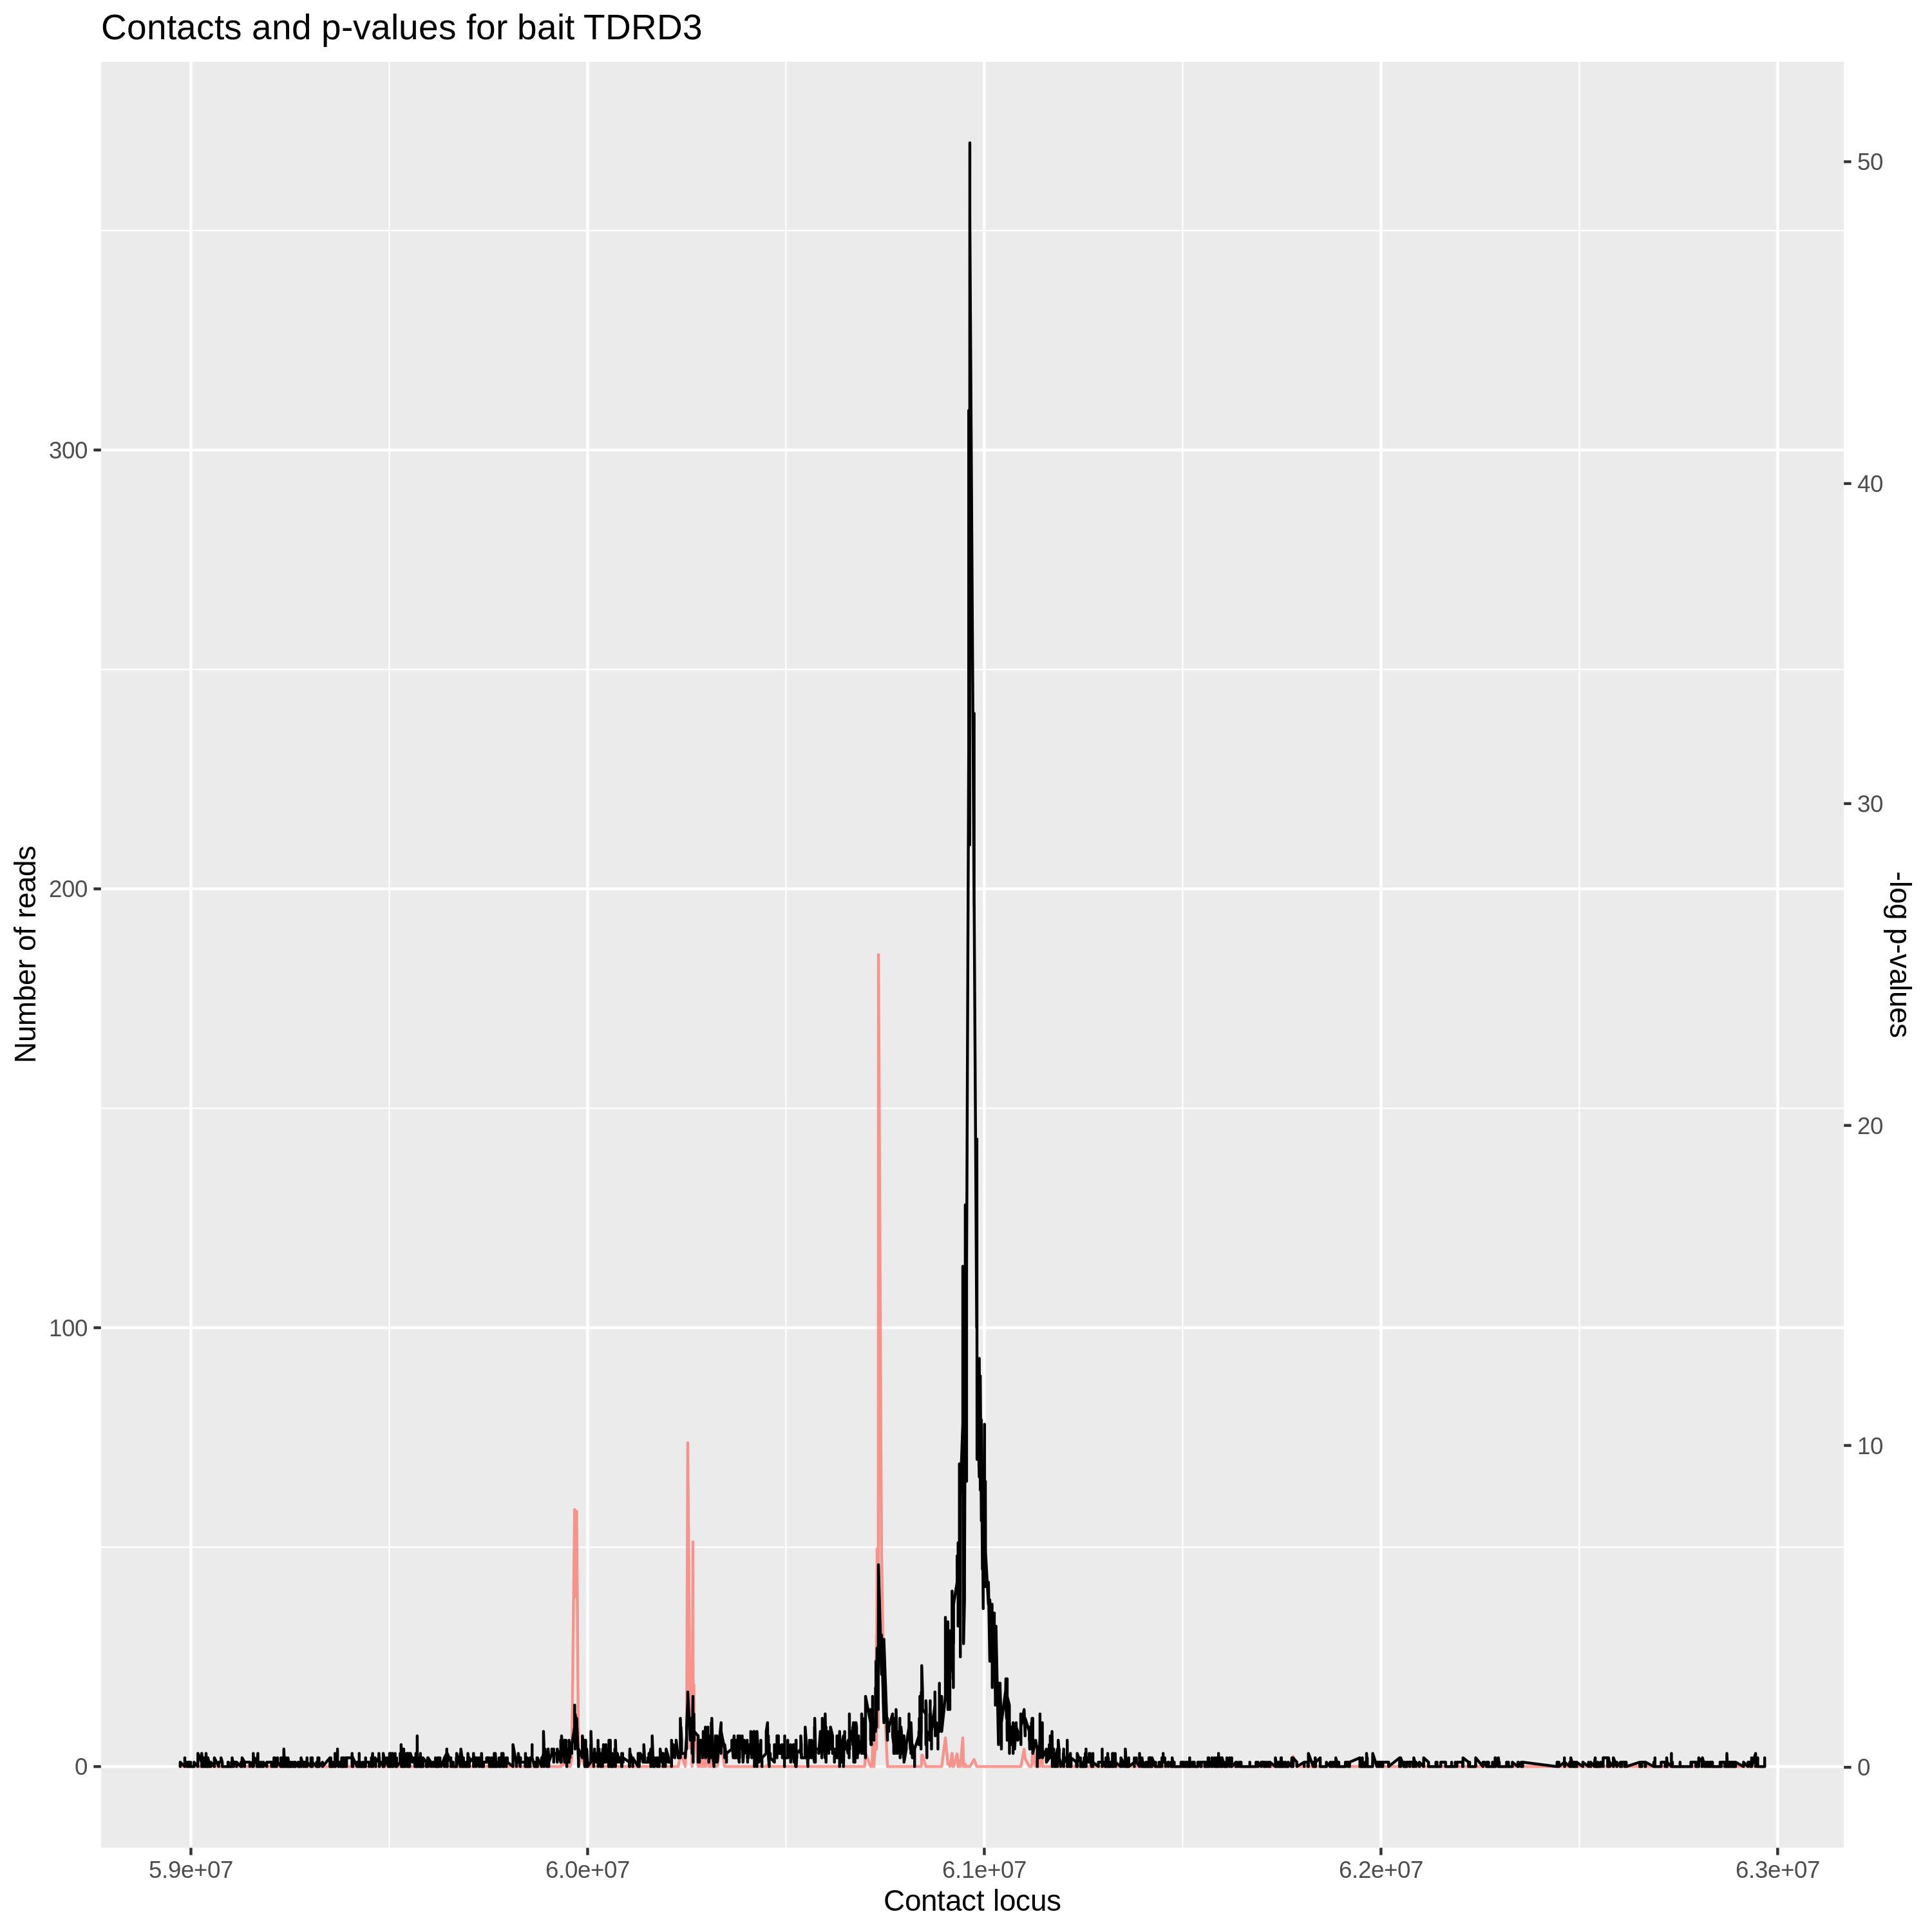 Contacts and p-values for bait TDRD3
Number of reads
300
200
100
0
50
40
30
20
10
0
-log p-values
5.9e+07
6.0e+07
6.1e+07
6.2e+07
6.3e+07
Contact locus